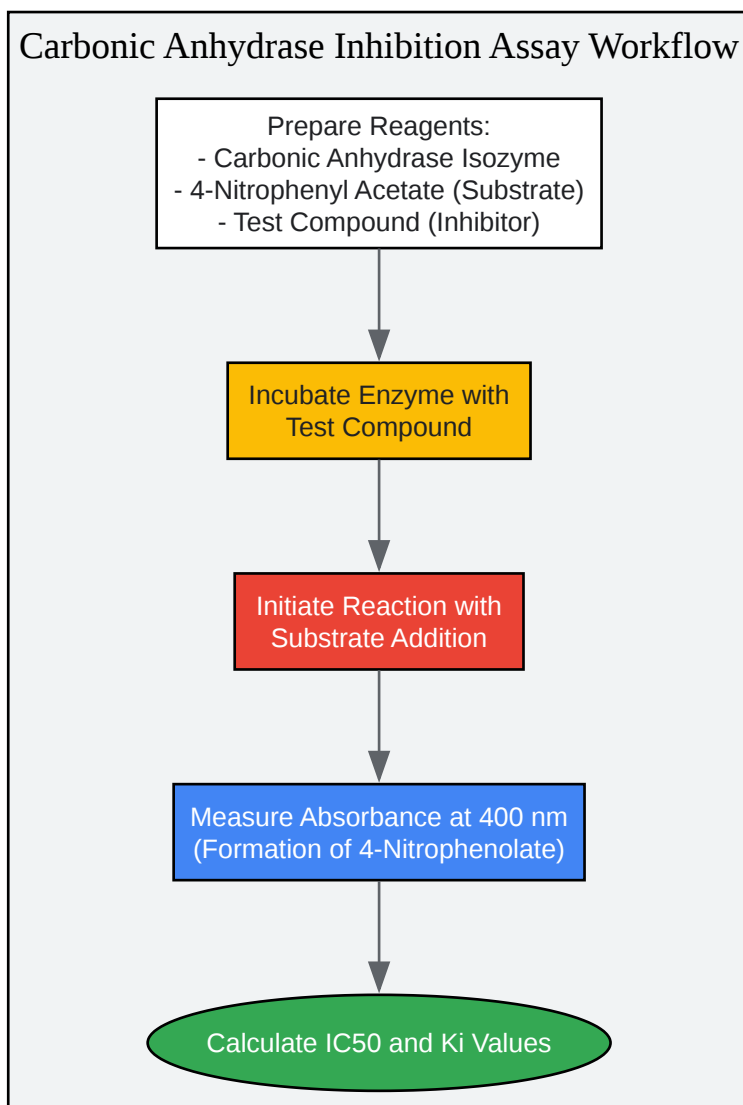 Carbonic Anhydrase Inhibition Assay Workflow
Prepare Reagents:
- Carbonic Anhydrase Isozyme
- 4-Nitrophenyl Acetate (Substrate)
- Test Compound (Inhibitor)
Incubate Enzyme with
Test Compound
Initiate Reaction with
Substrate Addition
Measure Absorbance at 400 nm
(Formation of 4-Nitrophenolate)
Calculate IC50 and Ki Values